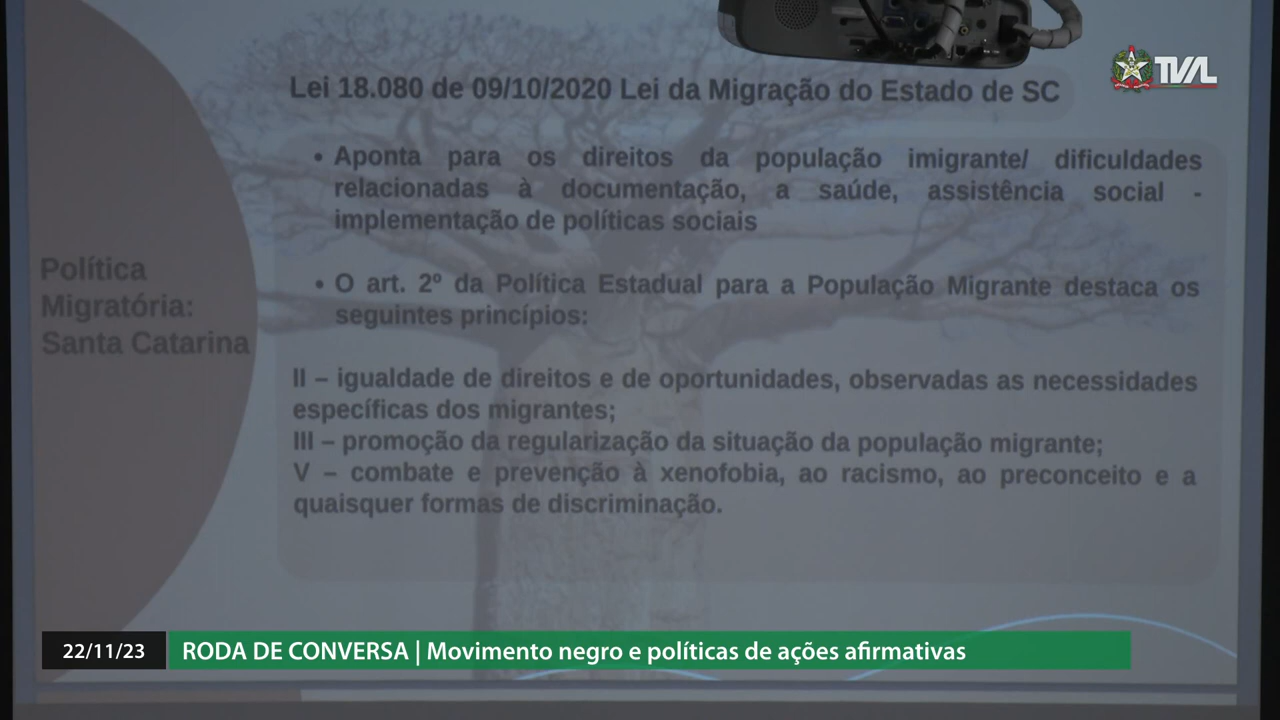 TVAL
Lei 18.080 de 09/10/2020 Lei da Migração do Estado de SC
• Aponta para os direitos da população imigrante/ dificuldades
relacionadas à documentação, a saúde, assistência social -
implementação de políticas sociais
Política
Migratória:
Santa Catarina
• O art. 2º da Política Estadual para a População Migrante destaca os
seguintes princípios:
II – igualdade de direitos e de oportunidades, observadas as necessidades
específicas dos migrantes;
III – promoção da regularização da situação da população migrante;
V – combate e prevenção à xenofobia, ao racismo, ao preconceito e a
quaisquer formas de discriminação.
22/11/23 RODA DE CONVERSA | Movimento negro e políticas de ações afirmativas